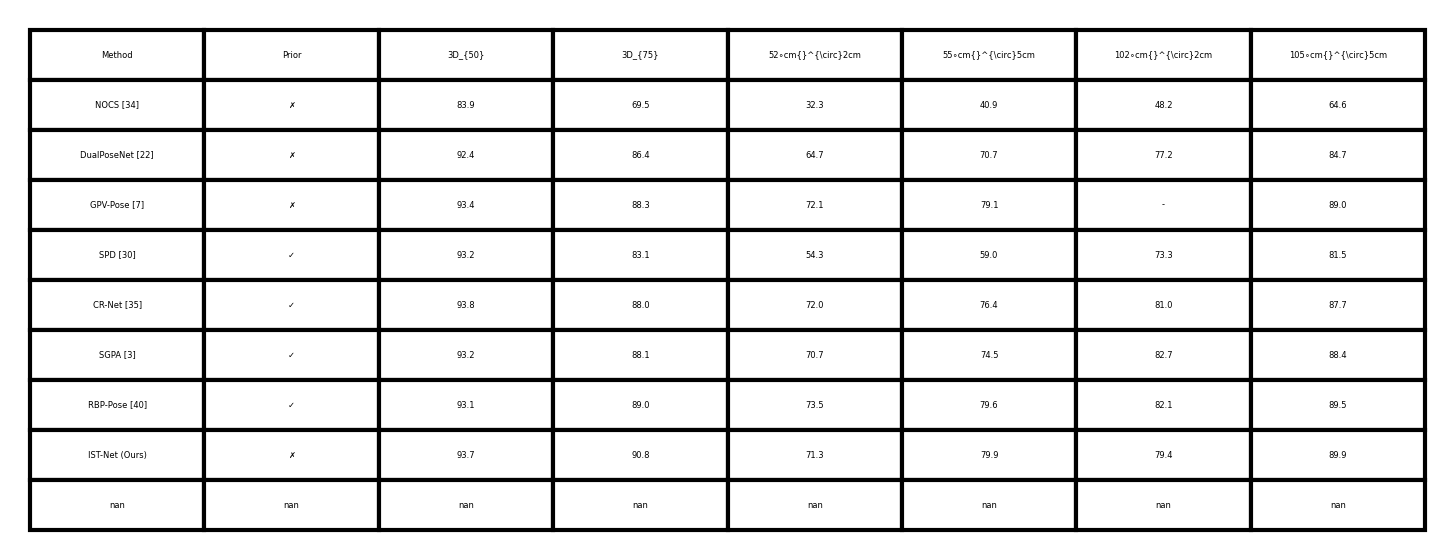 Method Prior 3D_{50} 3D_{75} 52∘cm{}^{\circ}2cm 55∘cm{}^{\circ}5cm 102∘cm{}^{\circ}2cm 105∘cm{}^{\circ}5cm
NOCS [34] ✗ 83.9 69.5 32.3 40.9 48.2 64.6
DualPoseNet [22] ✗ 92.4 86.4 64.7 70.7 77.2 84.7
GPV-Pose [7] ✗ 93.4 88.3 72.1 79.1 - 89.0
SPD [30] ✓ 93.2 83.1 54.3 59.0 73.3 81.5
CR-Net [35] ✓ 93.8 88.0 72.0 76.4 81.0 87.7
SGPA [3] ✓ 93.2 88.1 70.7 74.5 82.7 88.4
RBP-Pose [40] ✓ 93.1 89.0 73.5 79.6 82.1 89.5
IST-Net (Ours) ✗ 93.7 90.8 71.3 79.9 79.4 89.9
nan nan nan nan nan nan nan nan